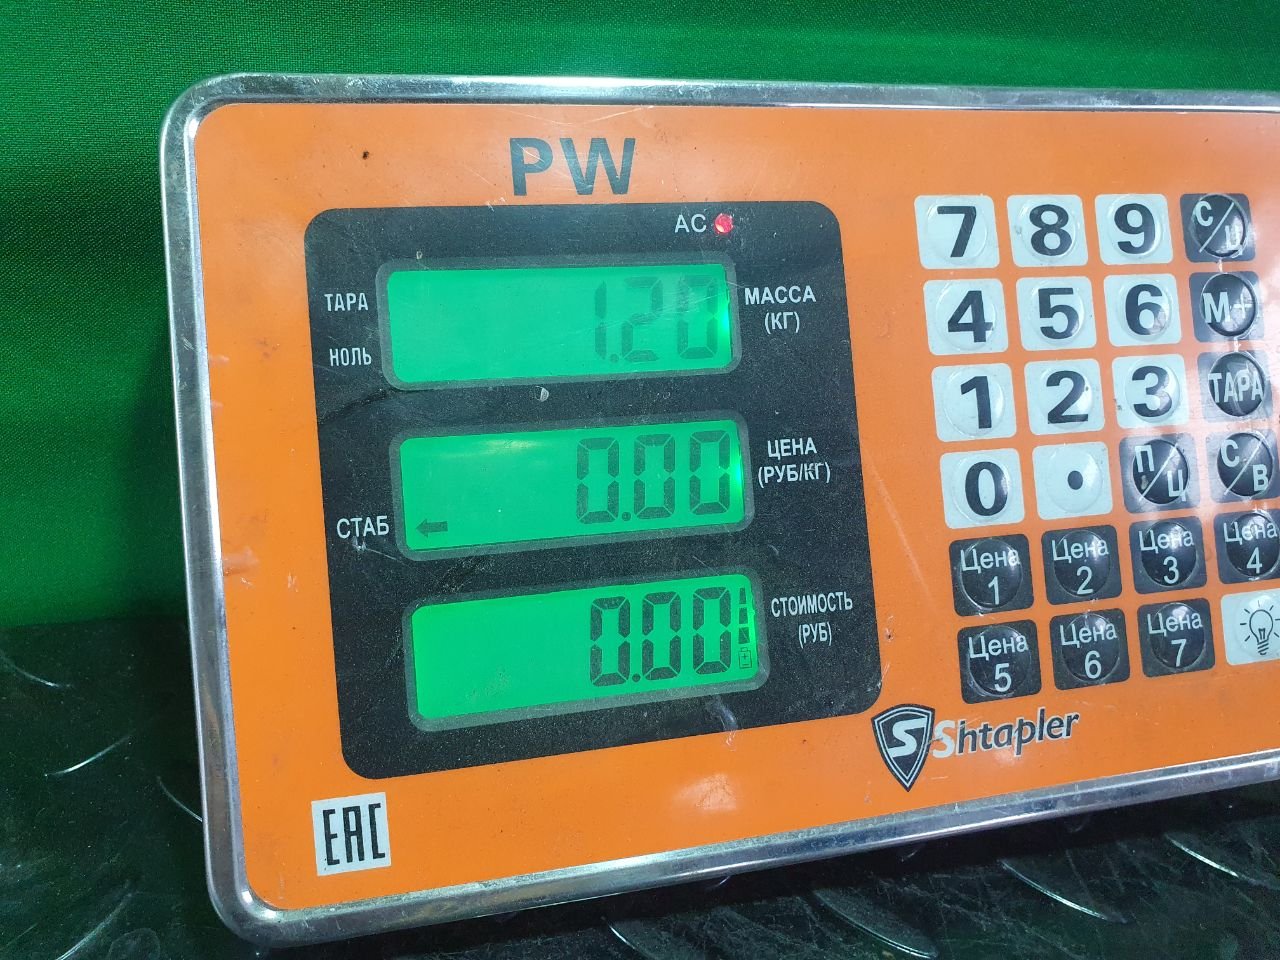 PW
AC
ТАРА
НОЛЬ
1.20
МАССА
(КГ)
СТАБ
0.00
ЦЕНА
(РУБ/КГ)
0.00
СТОИМОСТЬ
(РУБ)
7 8 9 С/Ц
4 5 6 М+
1 2 3 ТАРА
0 . П/Ц С/В
Цена 1 Цена 2 Цена 3 Цена 4
Цена 5 Цена 6 Цена 7
S Shtapler
EAC